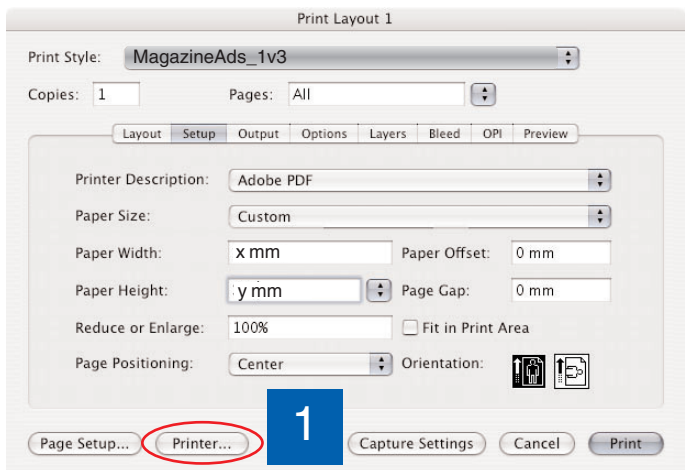 Print Layout 1
Print Style: MagazineAds_1v3
Copies: 1 Pages: All
Layout Setup Output Options Layers Bleed OPI Preview
Printer Description: Adobe PDF
Paper Size: Custom
Paper Width: x mm Paper Offset: 0 mm
Paper Height: y mm Page Gap: 0 mm
Reduce or Enlarge: 100% Fit in Print Area
Page Positioning: Center Orientation:
Page Setup... Printer... 1 Capture Settings Cancel Print